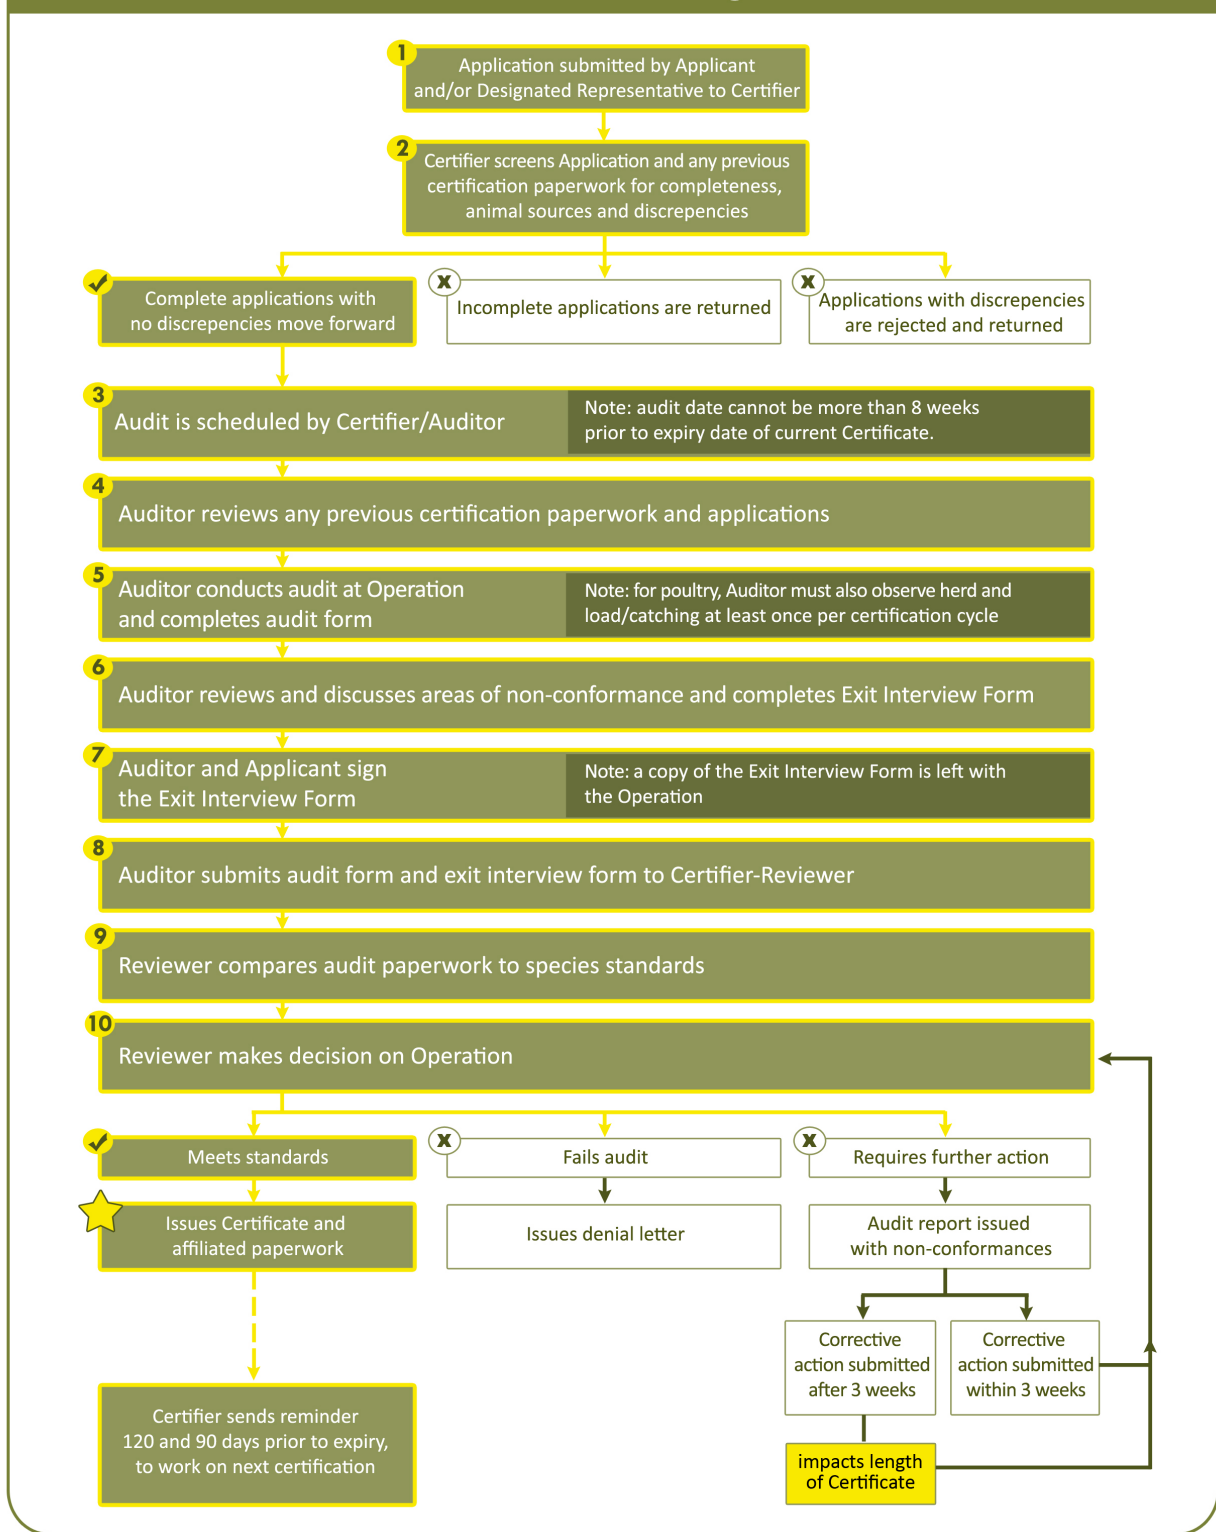 1
Application submitted by Applicant
and/or Designated Representative to Certifier
2
Certifier screens Application and any previous
certification paperwork for completeness,
animal sources and discrepencies
Complete applications with
no discrepencies move forward
X
Incomplete applications are returned
X
Applications with discrepencies
are rejected and returned
3
Audit is scheduled by Certifier/Auditor
Note: audit date cannot be more than 8 weeks
prior to expiry date of current Certificate.
4
Auditor reviews any previous certification paperwork and applications
5
Auditor conducts audit at Operation
and completes audit form
Note: for poultry, Auditor must also observe herd and
load/catching at least once per certification cycle
6
Auditor reviews and discusses areas of non-conformance and completes Exit Interview Form
7
Auditor and Applicant sign
the Exit Interview Form
Note: a copy of the Exit Interview Form is left with
the Operation
8
Auditor submits audit form and exit interview form to Certifier-Reviewer
9
Reviewer compares audit paperwork to species standards
10
Reviewer makes decision on Operation
Meets standards
X
Fails audit
X
Requires further action
Issues Certificate and
affiliated paperwork
Issues denial letter
Audit report issued
with non-conformances
Corrective
action submitted
after 3 weeks
Corrective
action submitted
within 3 weeks
Certifier sends reminder
120 and 90 days prior to expiry,
to work on next certification
impacts length
of Certificate